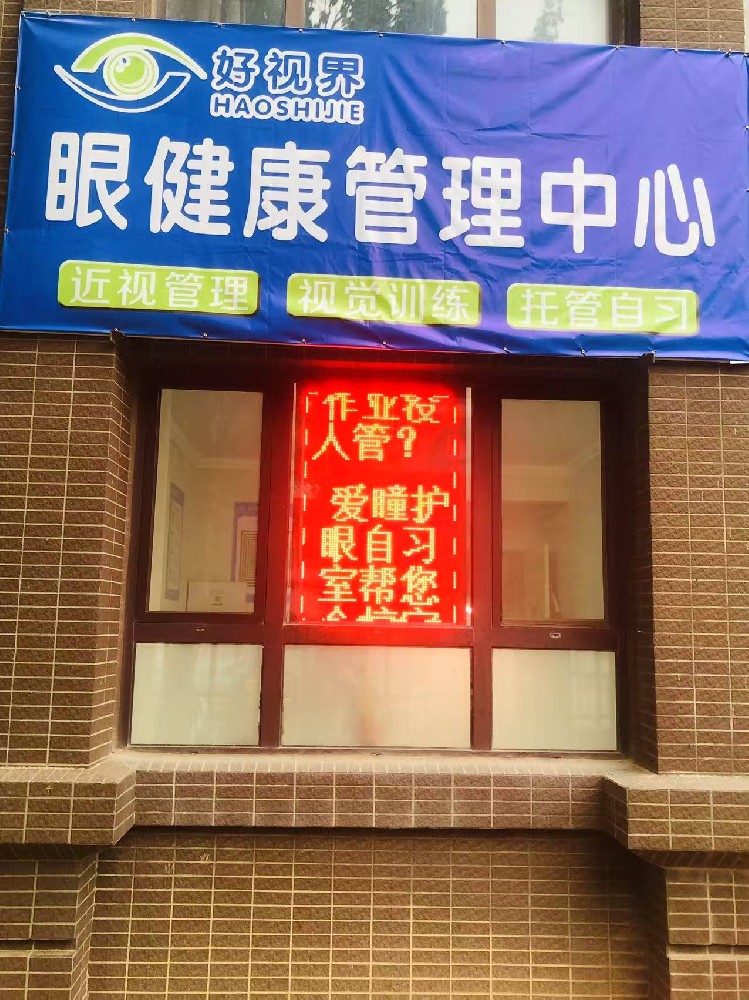 好视界
HAOSHIJIE
眼健康管理中心
近视管理 视觉训练 托管自习
作业没
人管？
爱瞳护
眼自习
室帮您